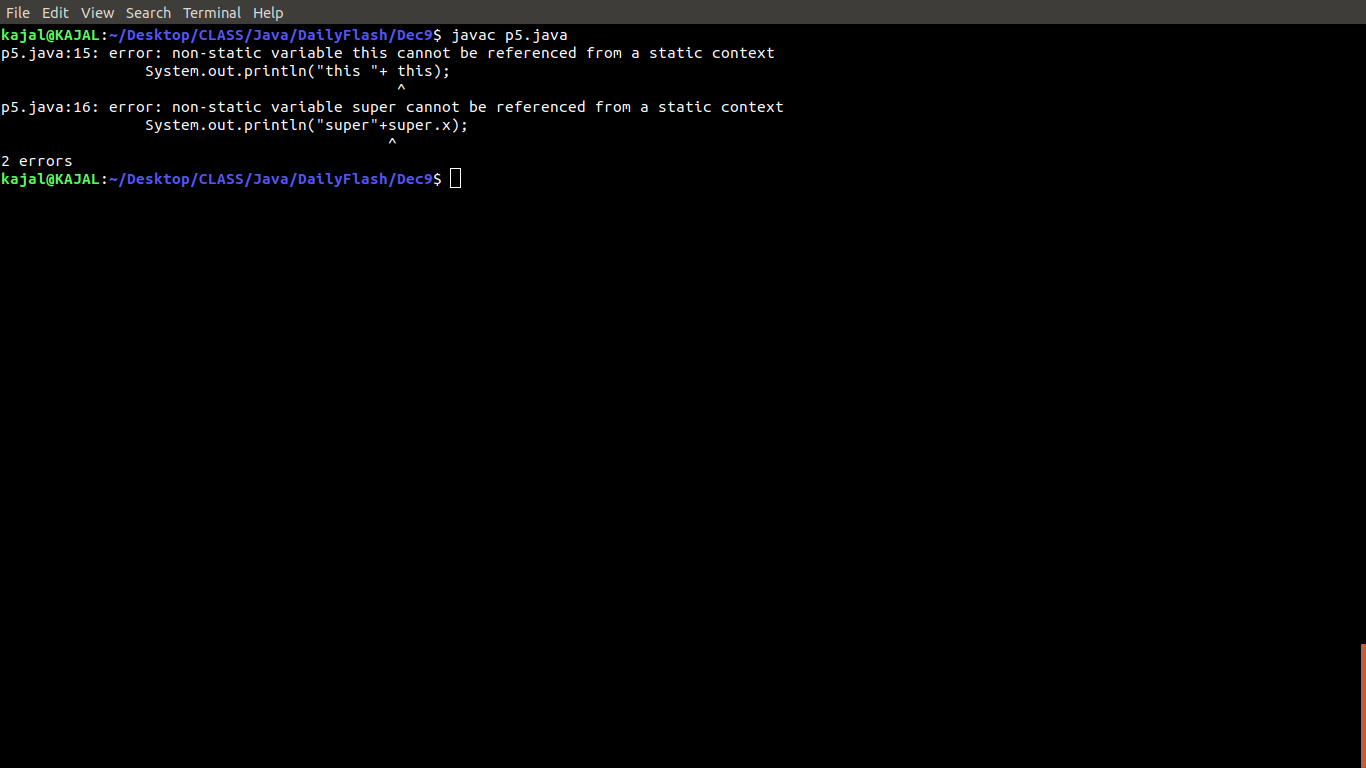 File Edit View Search Terminal Help
kajal@KAJAL:~/Desktop/CLASS/Java/DailyFlash/Dec9$ javac p5.java
p5.java:15: error: non-static variable this cannot be referenced from a static context
                System.out.println("this "+ this);
                                            ^
p5.java:16: error: non-static variable super cannot be referenced from a static context
                System.out.println("super"+super.x);
                                           ^
2 errors
kajal@KAJAL:~/Desktop/CLASS/Java/DailyFlash/Dec9$